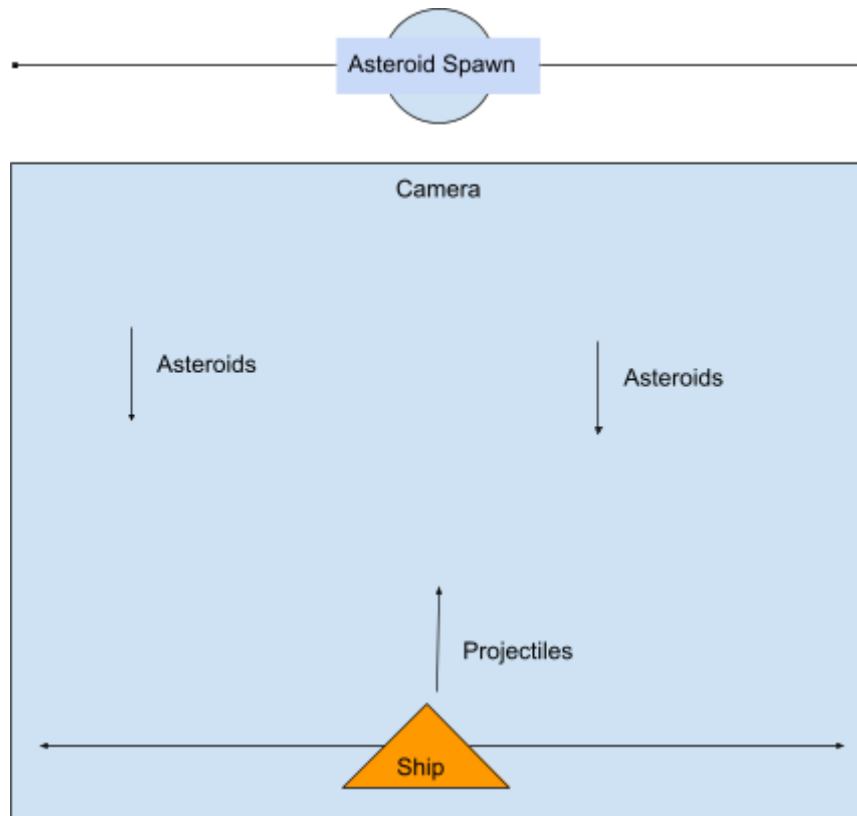 Asteroid Spawn
Camera
Asteroids
Asteroids
Projectiles
Ship